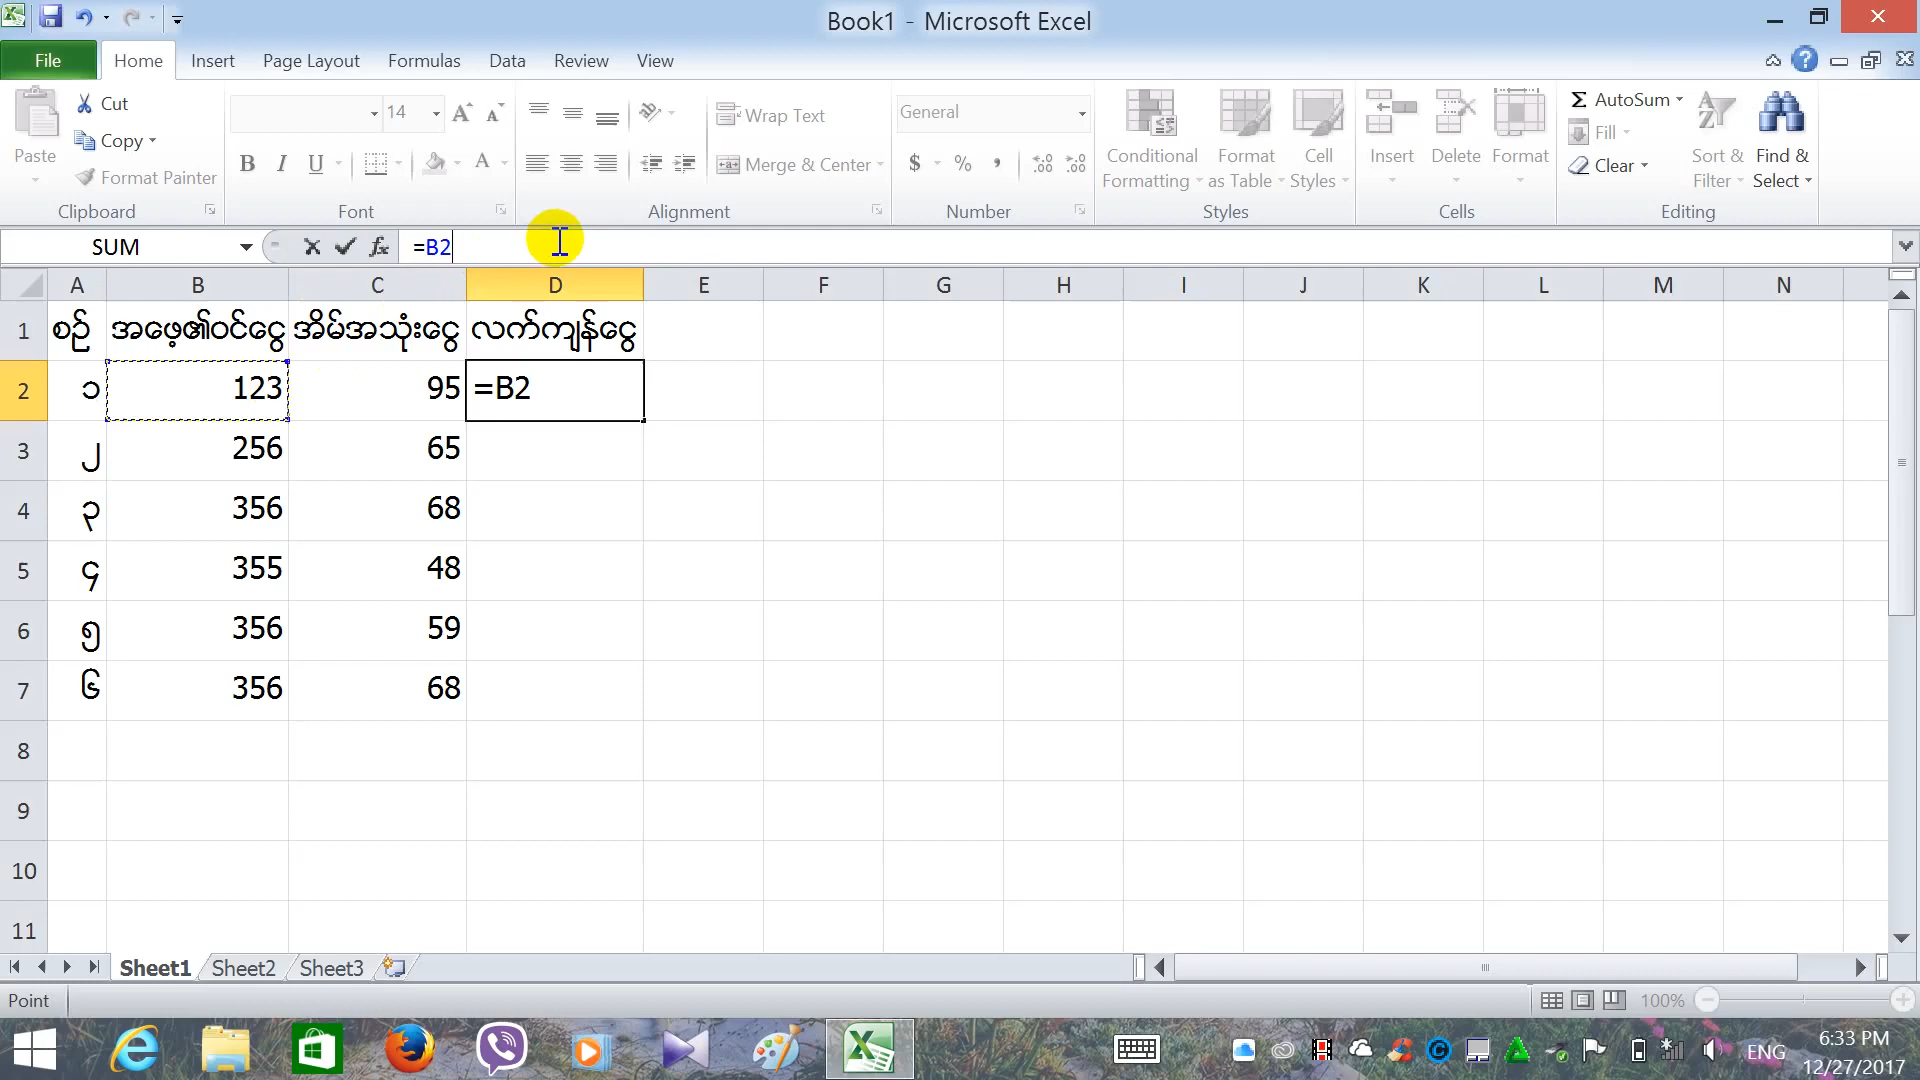 Book1 - Microsoft Excel
File Home Insert Page Layout Formulas Data Review View
Paste Cut Copy Format Painter
14
B I U A
Wrap Text
Merge & Center
General
$ % ,
Conditional Formatting
Format as Table
Cell Styles
Insert Delete Format
AutoSum
Fill
Clear
Sort & Filter
Find & Select
Clipboard Font Alignment Number Styles Cells Editing
SUM fx =B2
A B C D E F G H I J K L M N
1 စဉ် အဖေ့၏ဝင်ငွေ အိမ်အသုံးငွေ လက်ကျန်ငွေ
2 ၁ 123 95 =B2
3 ၂ 256 65
4 ၃ 356 68
5 ၄ 355 48
6 ၅ 356 59
7 ၆ 356 68
8
9
10
11
Sheet1 Sheet2 Sheet3
Point 100%
ENG
6:33 PM
12/27/2017